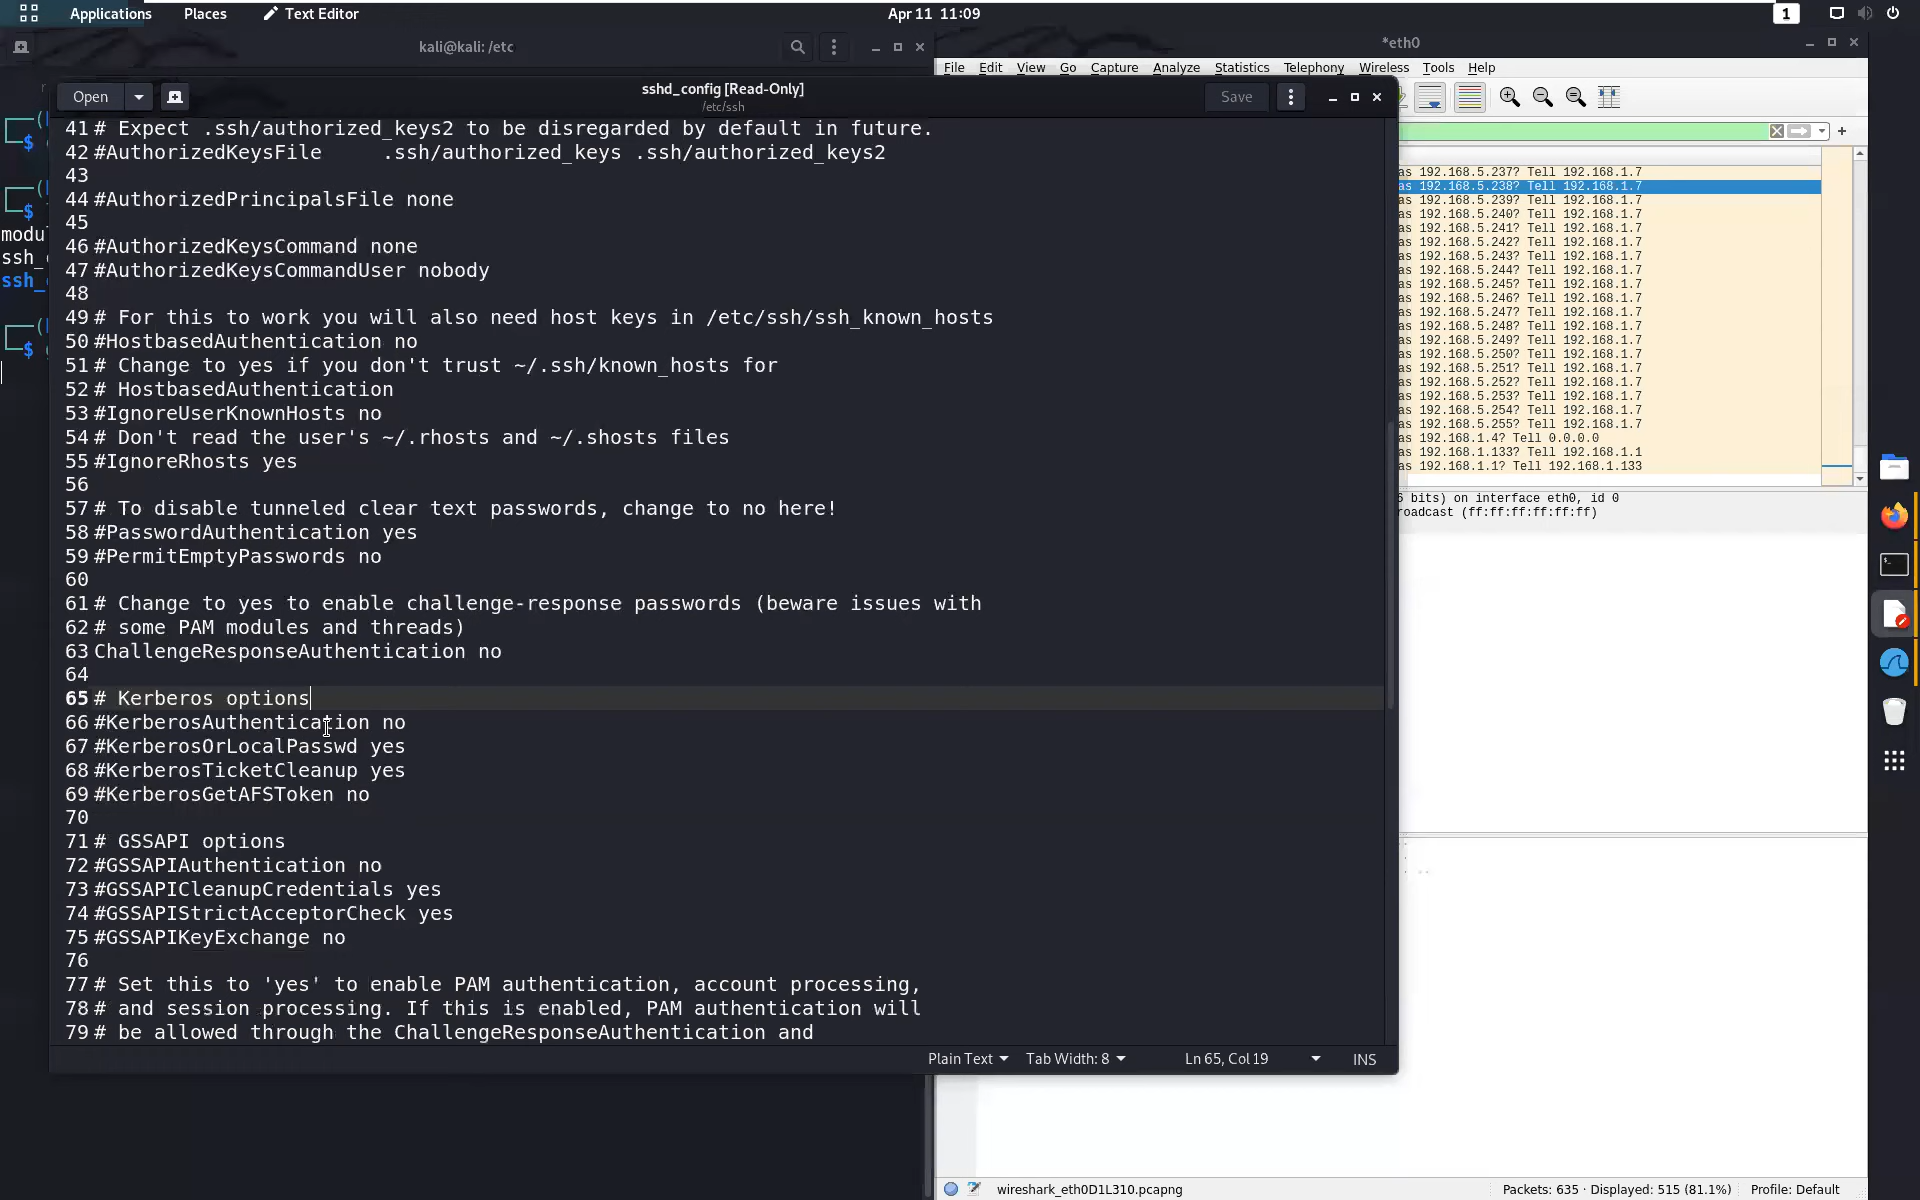 Applications Places Text Editor Apr 11 11:09 1
kali@kali: /etc
*eth0
File Edit View Go Capture Analyze Statistics Telephony Wireless Tools Help
Open sshd_config [Read-Only] Save
/etc/ssh
41 # Expect .ssh/authorized_keys2 to be disregarded by default in future.
42 #AuthorizedKeysFile .ssh/authorized_keys .ssh/authorized_keys2
43
44 #AuthorizedPrincipalsFile none
45
46 #AuthorizedKeysCommand none
47 #AuthorizedKeysCommandUser nobody
48
49 # For this to work you will also need host keys in /etc/ssh/ssh_known_hosts
50 #HostbasedAuthentication no
51 # Change to yes if you don't trust ~/.ssh/known_hosts for
52 # HostbasedAuthentication
53 #IgnoreUserKnownHosts no
54 # Don't read the user's ~/.rhosts and ~/.shosts files
55 #IgnoreRhosts yes
56
57 # To disable tunneled clear text passwords, change to no here!
58 #PasswordAuthentication yes
59 #PermitEmptyPasswords no
60
61 # Change to yes to enable challenge-response passwords (beware issues with
62 # some PAM modules and threads)
63 ChallengeResponseAuthentication no
64
65 # Kerberos options
66 #KerberosAuthentication no
67 #KerberosOrLocalPasswd yes
68 #KerberosTicketCleanup yes
69 #KerberosGetAFSToken no
70
71 # GSSAPI options
72 #GSSAPIAuthentication no
73 #GSSAPICleanupCredentials yes
74 #GSSAPIStrictAcceptorCheck yes
75 #GSSAPIKeyExchange no
76
77 # Set this to 'yes' to enable PAM authentication, account processing,
78 # and session processing. If this is enabled, PAM authentication will
79 # be allowed through the ChallengeResponseAuthentication and
Plain Text Tab Width: 8 Ln 65, Col 19 INS
$
$
modu
ssh_
ssh_
$
as 192.168.5.237? Tell 192.168.1.7
as 192.168.5.238? Tell 192.168.1.7
as 192.168.5.239? Tell 192.168.1.7
as 192.168.5.240? Tell 192.168.1.7
as 192.168.5.241? Tell 192.168.1.7
as 192.168.5.242? Tell 192.168.1.7
as 192.168.5.243? Tell 192.168.1.7
as 192.168.5.244? Tell 192.168.1.7
as 192.168.5.245? Tell 192.168.1.7
as 192.168.5.246? Tell 192.168.1.7
as 192.168.5.247? Tell 192.168.1.7
as 192.168.5.248? Tell 192.168.1.7
as 192.168.5.249? Tell 192.168.1.7
as 192.168.5.250? Tell 192.168.1.7
as 192.168.5.251? Tell 192.168.1.7
as 192.168.5.252? Tell 192.168.1.7
as 192.168.5.253? Tell 192.168.1.7
as 192.168.5.254? Tell 192.168.1.7
as 192.168.5.255? Tell 192.168.1.7
as 192.168.1.4? Tell 0.0.0.0
as 192.168.1.133? Tell 192.168.1.1
as 192.168.1.1? Tell 192.168.1.133
6 bits) on interface eth0, id 0
roadcast (ff:ff:ff:ff:ff:ff)
wireshark_eth0D1L310.pcapng Packets: 635 · Displayed: 515 (81.1%) Profile: Default